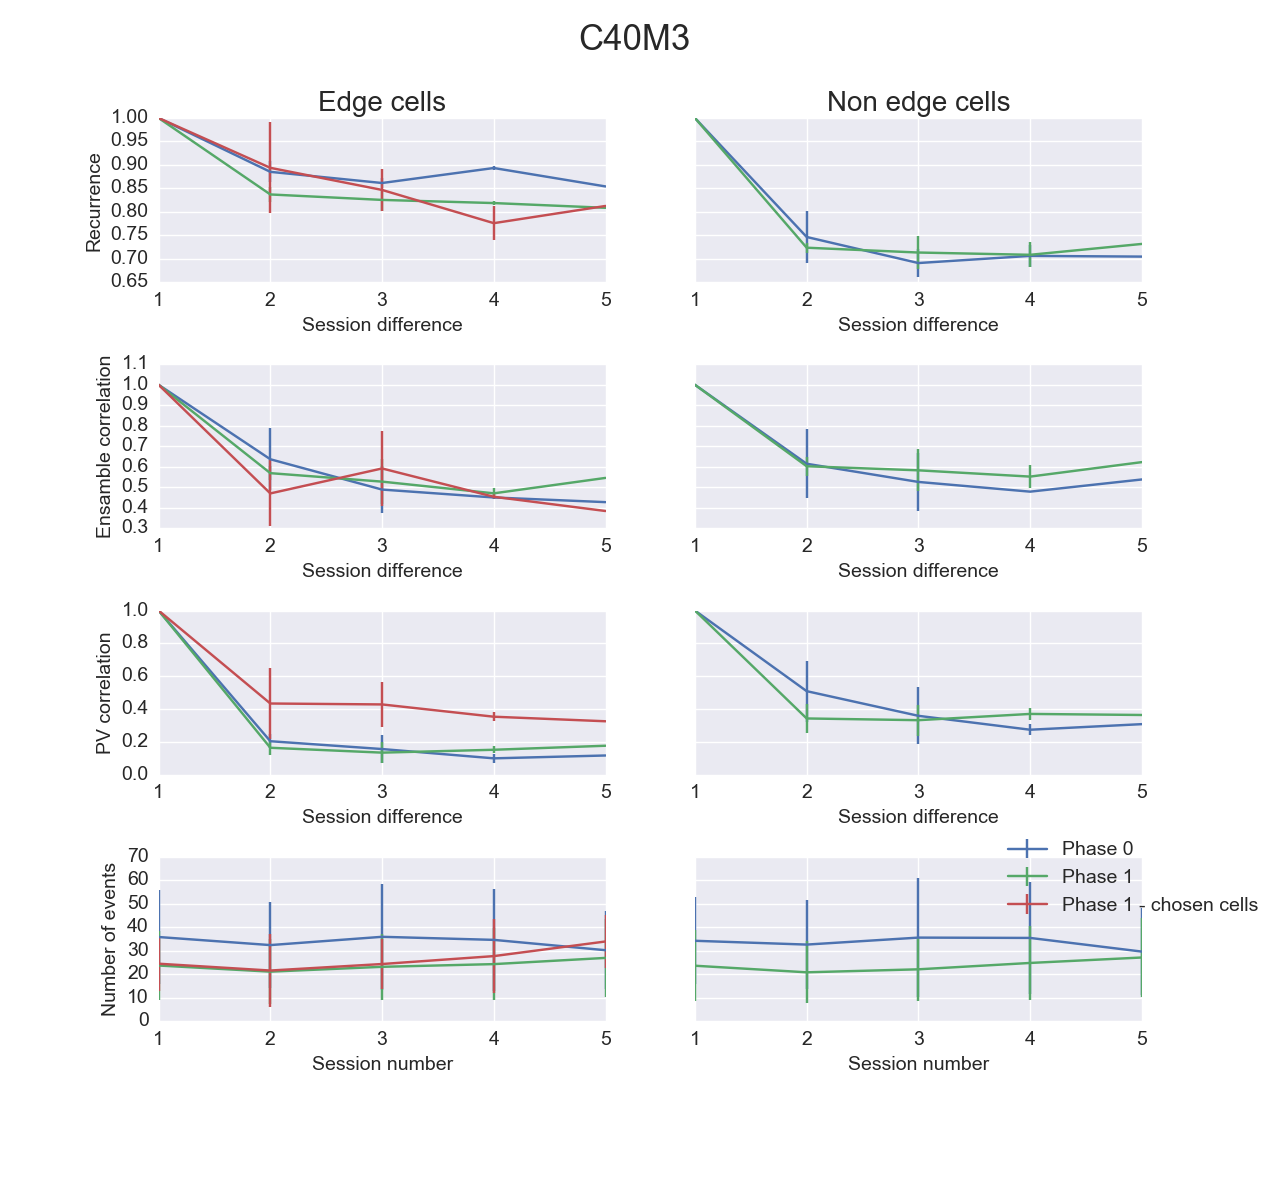 C40M3
Edge cells
Non edge cells
Recurrence
1.00
0.95
0.90
0.85
0.80
0.75
0.70
0.65
1 2 3 4 5
Session difference
1 2 3 4 5
Session difference
Ensamble correlation
1.1
1.0
0.9
0.8
0.7
0.6
0.5
0.4
0.3
1 2 3 4 5
Session difference
1 2 3 4 5
Session difference
PV correlation
1.0
0.8
0.6
0.4
0.2
0.0
1 2 3 4 5
Session difference
1 2 3 4 5
Session difference
Number of events
70
60
50
40
30
20
10
0
1 2 3 4 5
Session number
Phase 0
Phase 1
Phase 1 - chosen cells
1 2 3 4 5
Session number